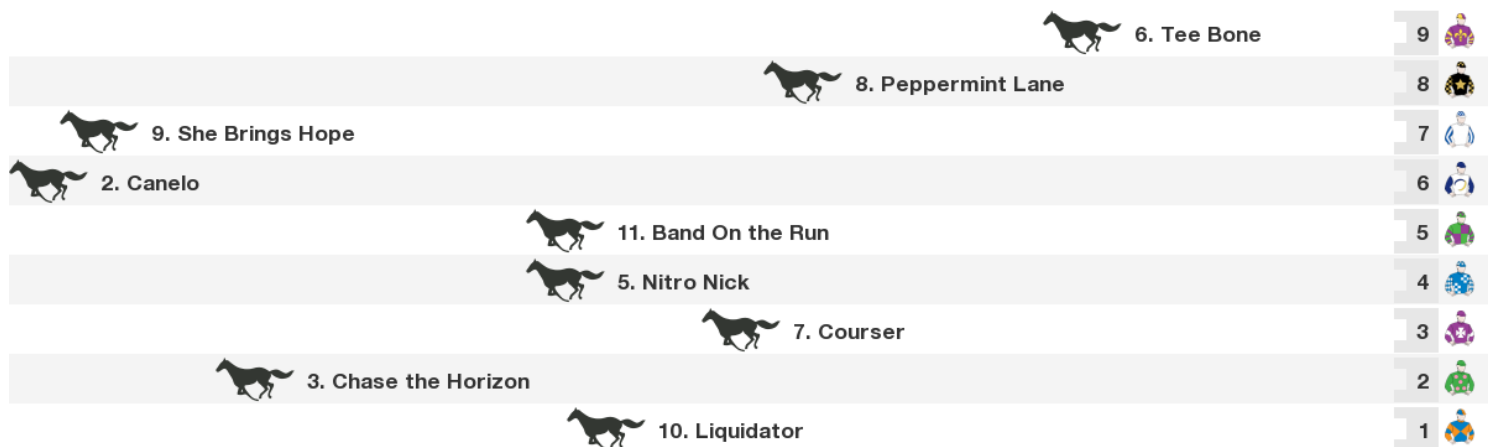 6. Tee Bone 9
8. Peppermint Lane 8
9. She Brings Hope 7
2. Canelo 6
11. Band On the Run 5
5. Nitro Nick 4
7. Courser 3
3. Chase the Horizon 2
10. Liquidator 1